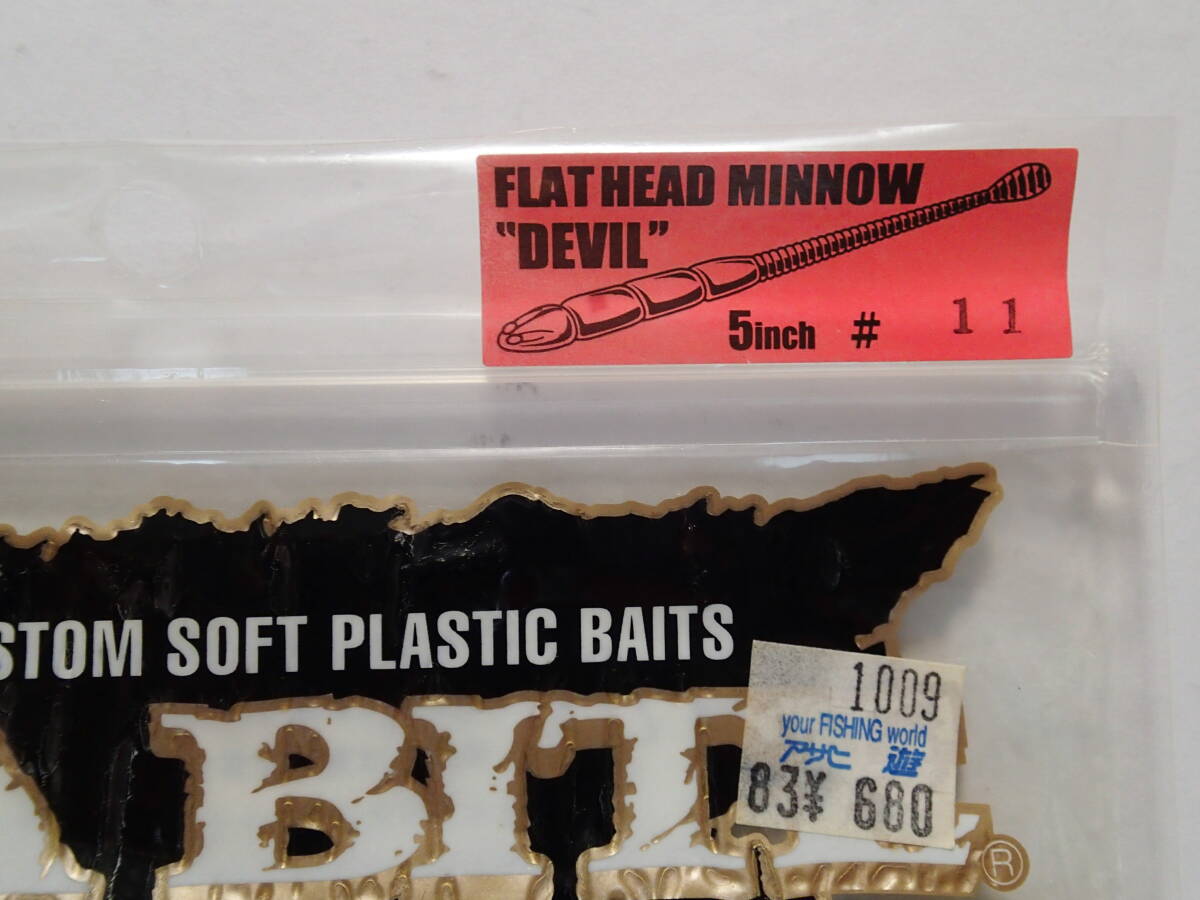 FLAT HEAD MINNOW
"DEVIL"
5inch # 11
STOM SOFT PLASTIC BAITS
BIT
®
1009
your FISHING world
アサヒ 遊
83¥ 680